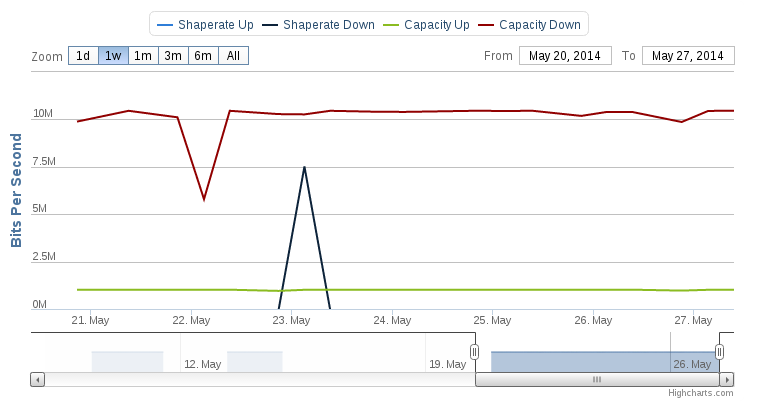 Shaperate Up Shaperate Down Capacity Up Capacity Down
Zoom 1d 1w 1m 3m 6m All From May 20, 2014 To May 27, 2014
Bits Per Second
10M
7.5M
5M
2.5M
0M
21. May 22. May 23. May 24. May 25. May 26. May 27. May
12. May 19. May 26. May
Highcharts.com